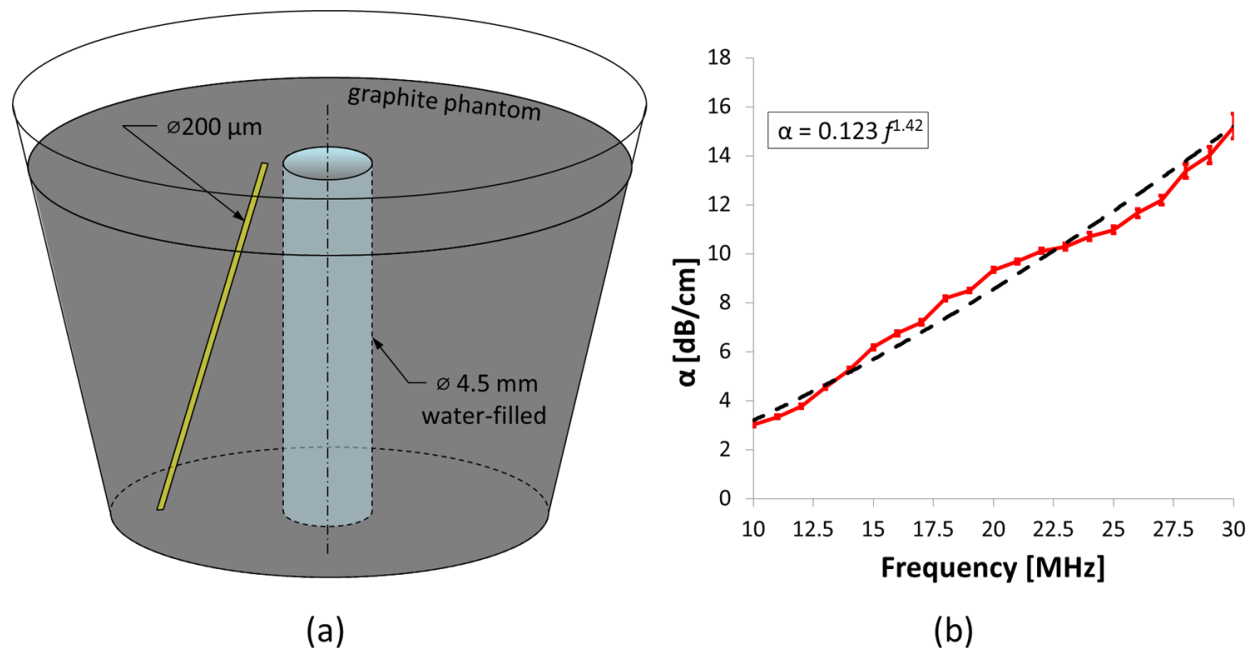 graphite phantom
⌀200 μm
⌀ 4.5 mm
water-filled
(a)
α = 0.123 f^1.42
α [dB/cm]
18
16
14
12
10
8
6
4
2
0
10 12.5 15 17.5 20 22.5 25 27.5 30
Frequency [MHz]
(b)